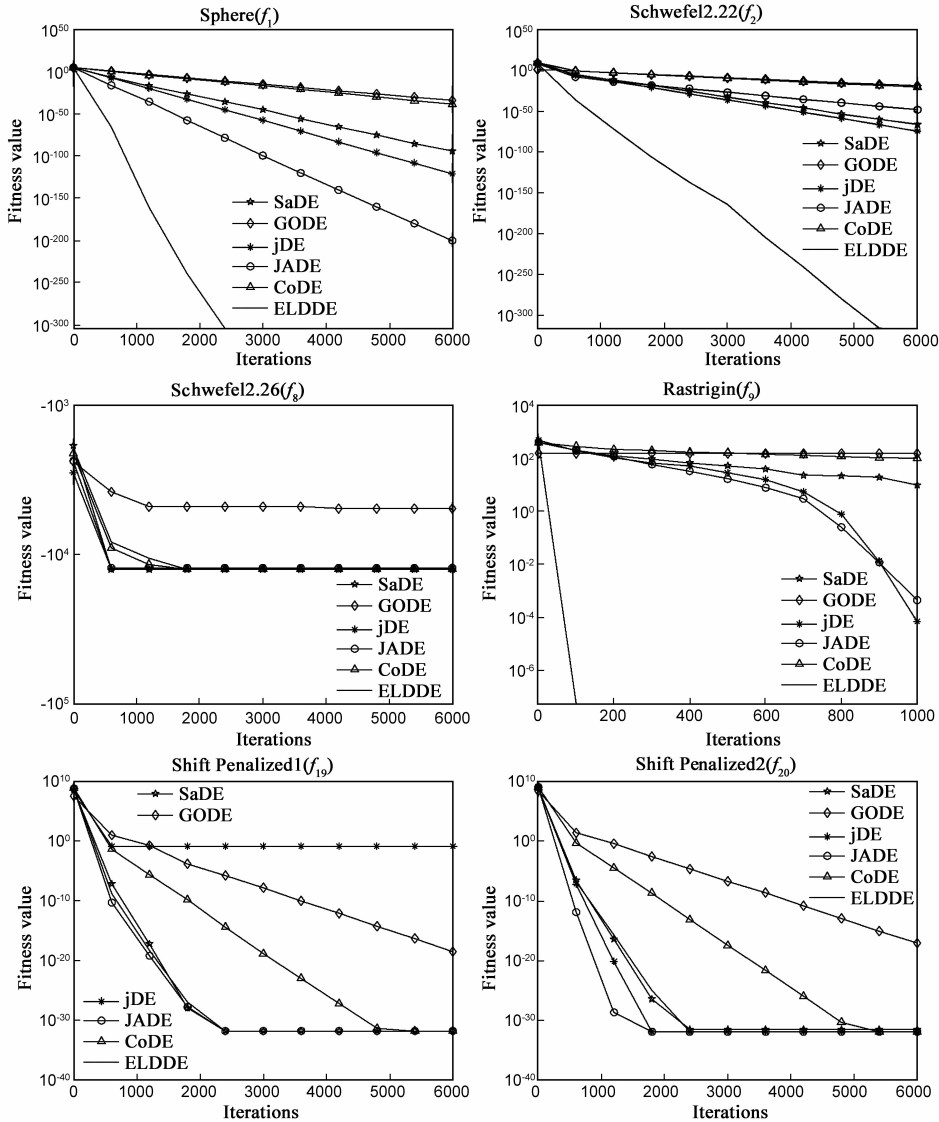 Sphere(f1)
10^50
10^0
10^-50
10^-100
10^-150
10^-200
10^-250
10^-300
Fitness value
SaDE
GODE
jDE
JADE
CoDE
ELDDE
0 1000 2000 3000 4000 5000 6000
Iterations
Schwefel2.22(f2)
10^50
10^0
10^-50
10^-100
10^-150
10^-200
10^-250
10^-300
Fitness value
SaDE
GODE
jDE
JADE
CoDE
ELDDE
0 1000 2000 3000 4000 5000 6000
Iterations
Schwefel2.26(f8)
-10^3
-10^4
-10^5
Fitness value
SaDE
GODE
jDE
JADE
CoDE
ELDDE
0 1000 2000 3000 4000 5000 6000
Iterations
Rastrigin(f9)
10^4
10^2
10^0
10^-2
10^-4
10^-6
Fitness value
SaDE
GODE
jDE
JADE
CoDE
ELDDE
0 200 400 600 800 1000
Iterations
Shift Penalized1(f19)
10^10
10^0
10^-10
10^-20
10^-30
10^-40
Fitness value
SaDE
GODE
jDE
JADE
CoDE
ELDDE
0 1000 2000 3000 4000 5000 6000
Iterations
Shift Penalized2(f20)
10^10
10^0
10^-10
10^-20
10^-30
10^-40
Fitness value
SaDE
GODE
jDE
JADE
CoDE
ELDDE
0 1000 2000 3000 4000 5000 6000
Iterations